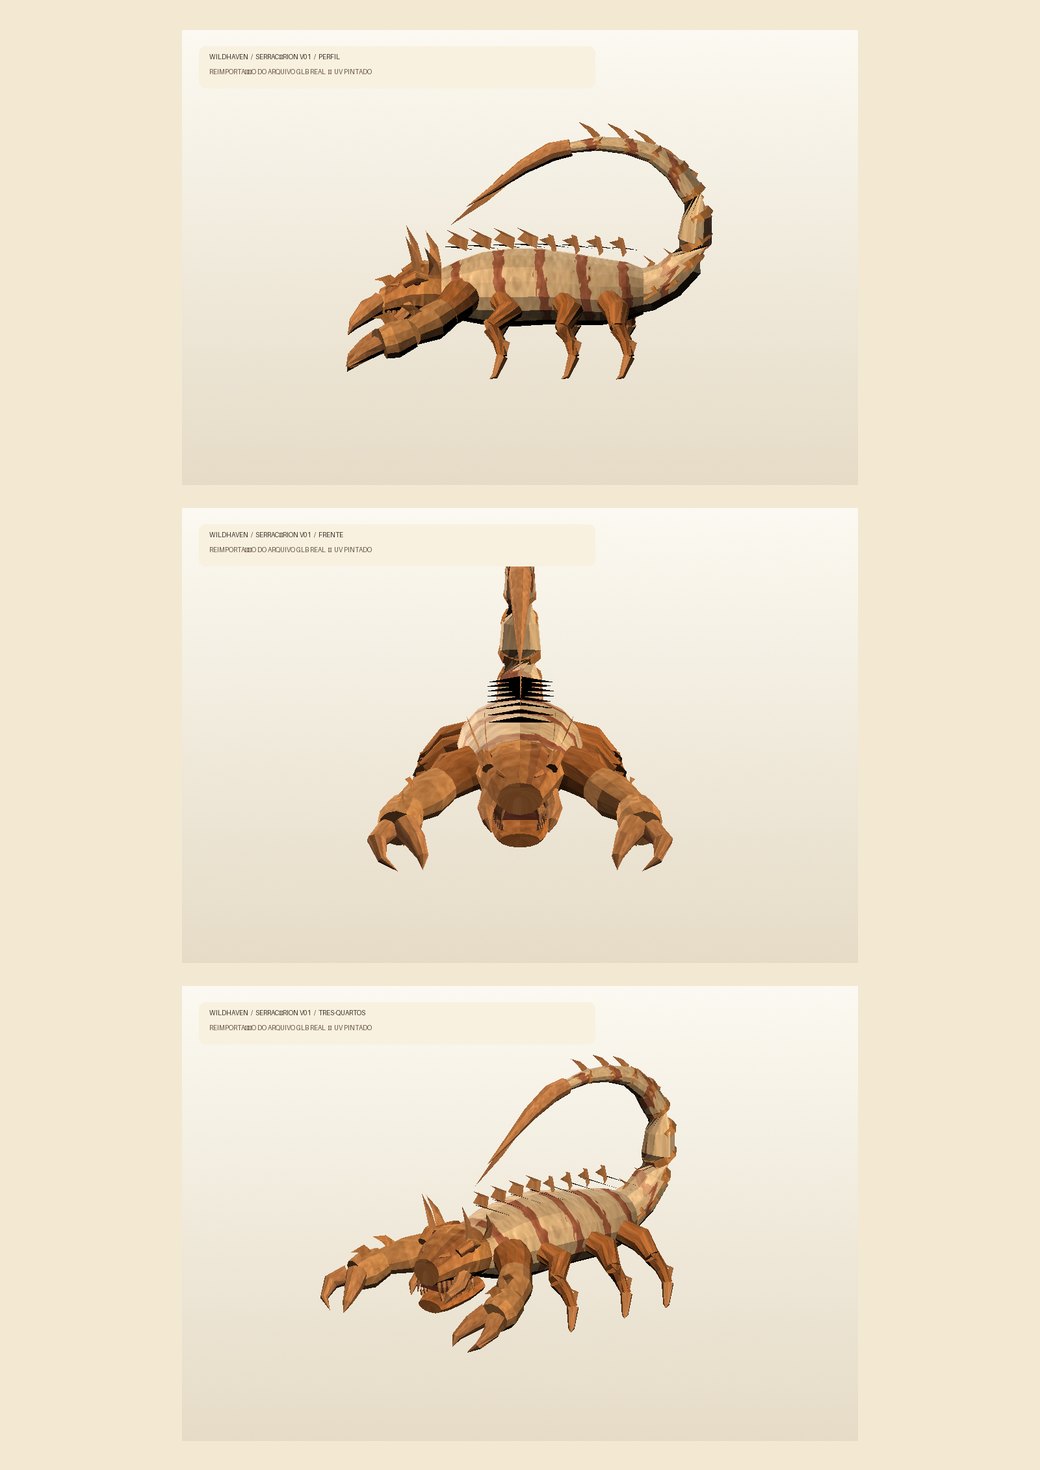 WILDHAVEN / SERRAC□□RION V01 / PERFIL
REIMPORTA□□□□O DO ARQUIVO GLB REAL □ UV PINTADO
WILDHAVEN / SERRAC□□RION V01 / FRENTE
REIMPORTA□□□□O DO ARQUIVO GLB REAL □ UV PINTADO
WILDHAVEN / SERRAC□□RION V01 / TRES-QUARTOS
REIMPORTA□□□□O DO ARQUIVO GLB REAL □ UV PINTADO